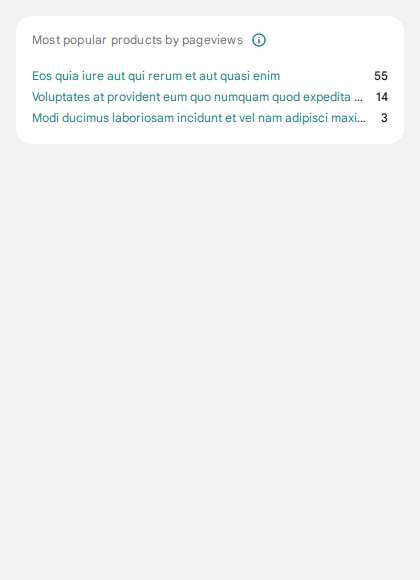 Most popular products by pageviews
Eos quia iure aut qui rerum et aut quasi enim 55
Voluptates at provident eum quo numquam quod expedita ... 14
Modi ducimus laboriosam incidunt et vel nam adipisci maxi... 3